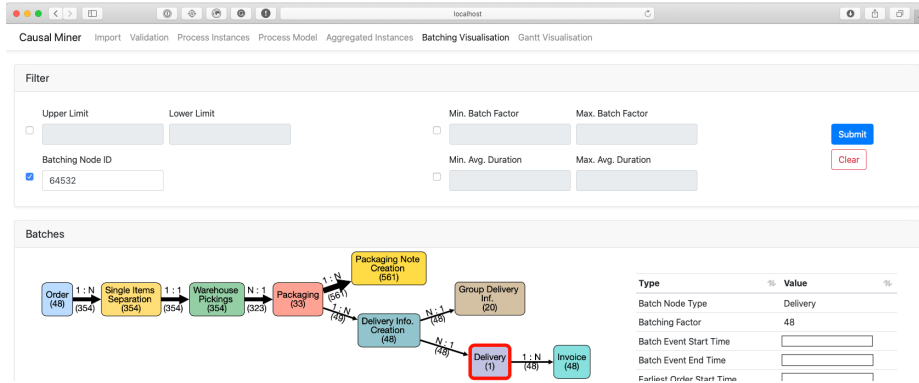 localhost
Causal Miner Import Validation Process Instances Process Model Aggregated Instances Batching Visualisation Gantt Visualisation
Filter
Upper Limit Lower Limit Min. Batch Factor Max. Batch Factor
Submit
Batching Node ID Min. Avg. Duration Max. Avg. Duration
Clear
64532
Batches
Order
(48)
1 : N
(354)
Single Items
Separation
(354)
1 : 1
(354)
Warehouse
Pickings
(354)
N : 1
(323)
Packaging
(33)
1 : N
(561)
Packaging Note
Creation
(561)
1 : N
(49)
Delivery Info.
Creation
(48)
N : 1
(48)
Group Delivery
Inf.
(20)
N : 1
(48)
Delivery
(1)
1 : N
(48)
Invoice
(48)
Type Value
Batch Node Type Delivery
Batching Factor 48
Batch Event Start Time
Batch Event End Time
Earliest Order Start Time